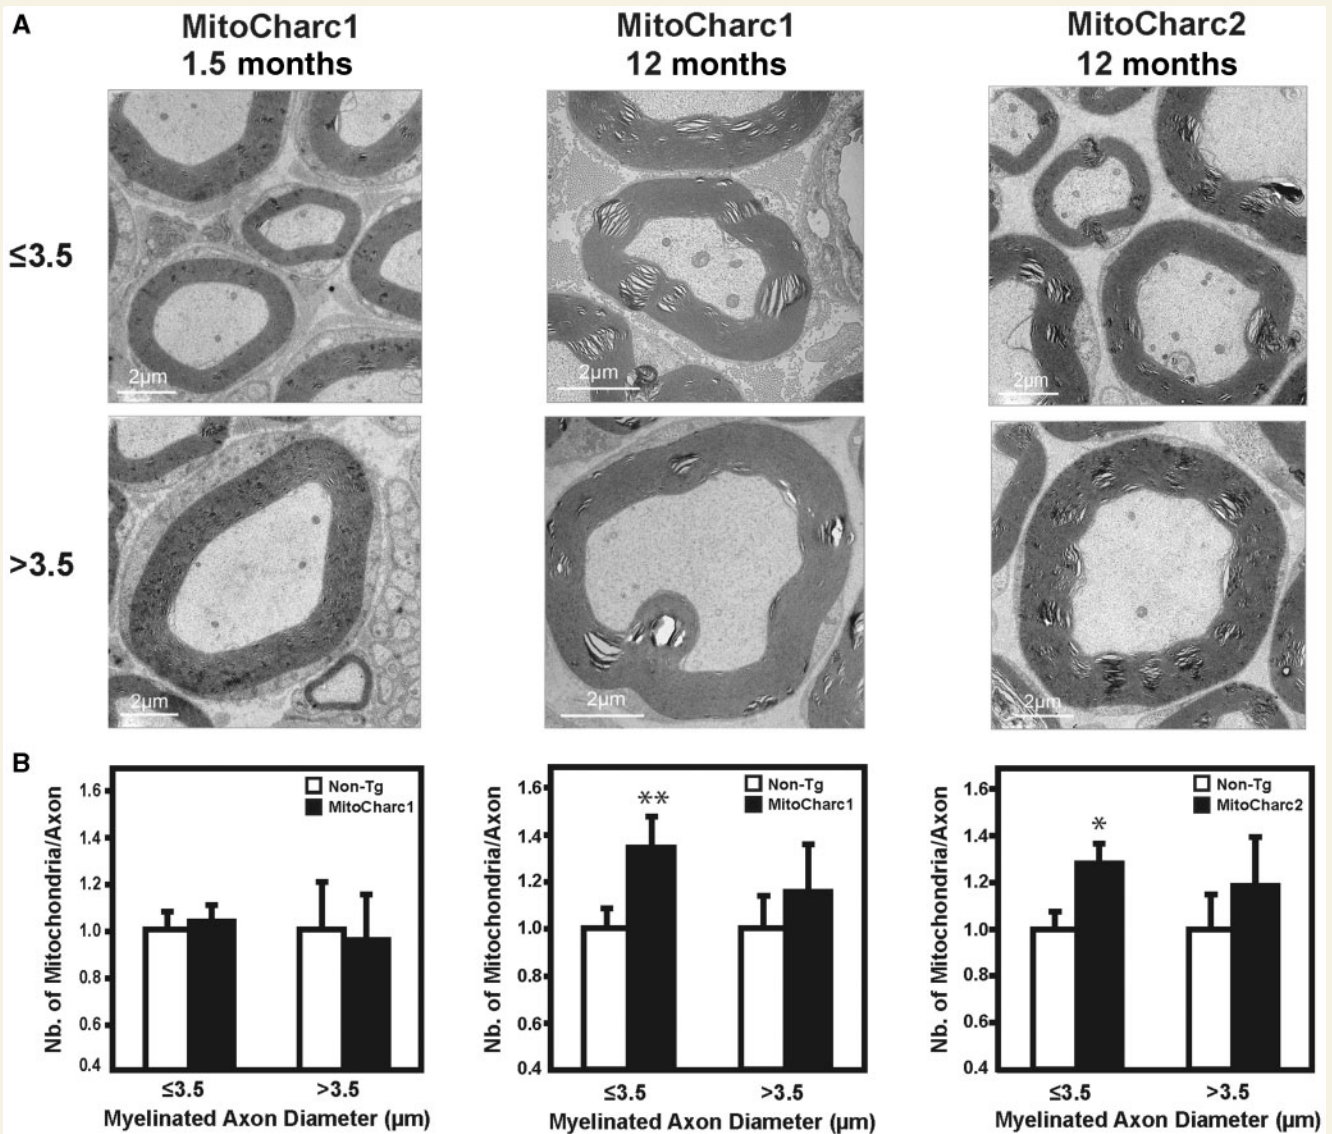 A
MitoCharc1
1.5 months
MitoCharc1
12 months
MitoCharc2
12 months
≤3.5
2µm
2µm
2µm
>3.5
2µm
2µm
2µm
B
Nb. of Mitochondria/Axon
1.6
1.4
1.2
1.0
0.8
0.6
0.4
Non-Tg
MitoCharc1
≤3.5
>3.5
Myelinated Axon Diameter (µm)
Nb. of Mitochondria/Axon
1.6
1.4
1.2
1.0
0.8
0.6
0.4
**
Non-Tg
MitoCharc1
≤3.5
>3.5
Myelinated Axon Diameter (µm)
Nb. of Mitochondria/Axon
1.6
1.4
1.2
1.0
0.8
0.6
0.4
*
Non-Tg
MitoCharc2
≤3.5
>3.5
Myelinated Axon Diameter (µm)